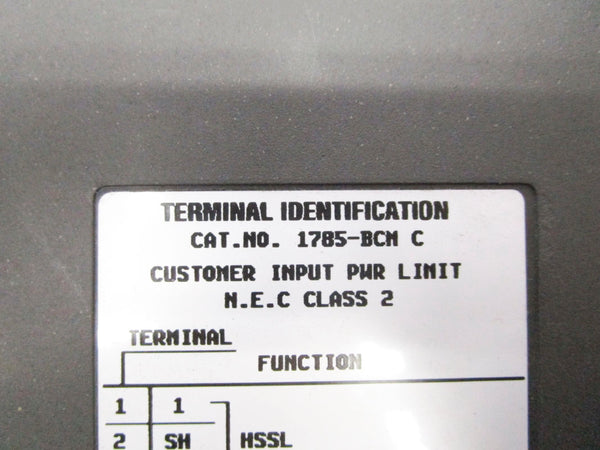 TERMINAL IDENTIFICATION
CAT.NO. 1785-BCM C
CUSTOMER INPUT PWR LIMIT
N.E.C CLASS 2
TERMINAL
FUNCTION
1 1
2 SH HSSL